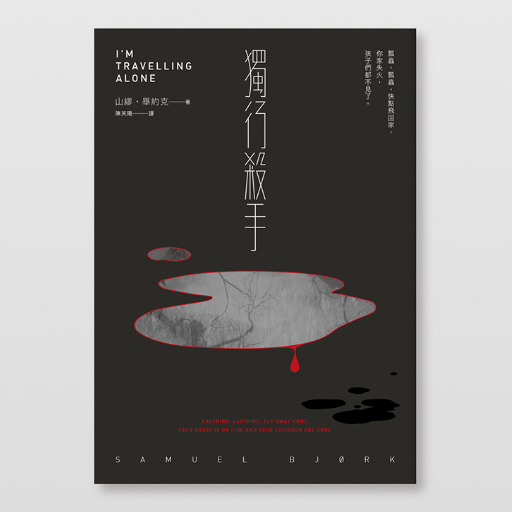 I'M
TRAVELLING
ALONE
山繆・畢約克——著
陳芙陽——譯
獨行殺手
瓢蟲，瓢蟲，快點飛回家，
你家失火，
孩子們都不見了。
LADYBIRD, LADYBIRD, FLY AWAY HOME,
YOUR HOUSE IS ON FIRE AND YOUR CHILDREN ARE GONE.
SAMUEL BJØRK